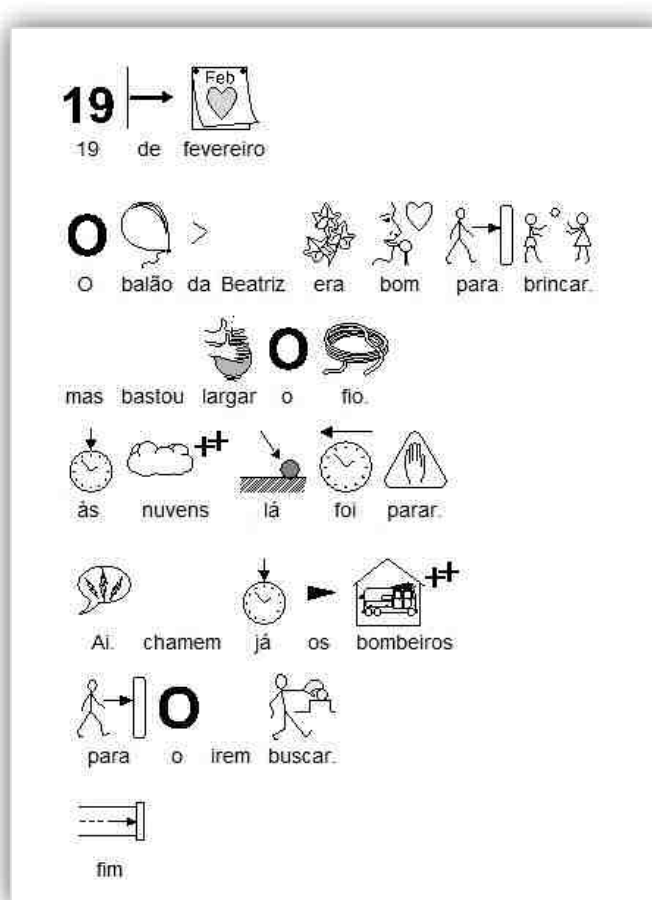 Feb
19
19 de fevereiro
O
O balão da Beatriz era bom para brincar.
O
mas bastou largar o fio.
às nuvens lá foi parar.
Ai. chamem já os bombeiros
O
para o irem buscar.
fim